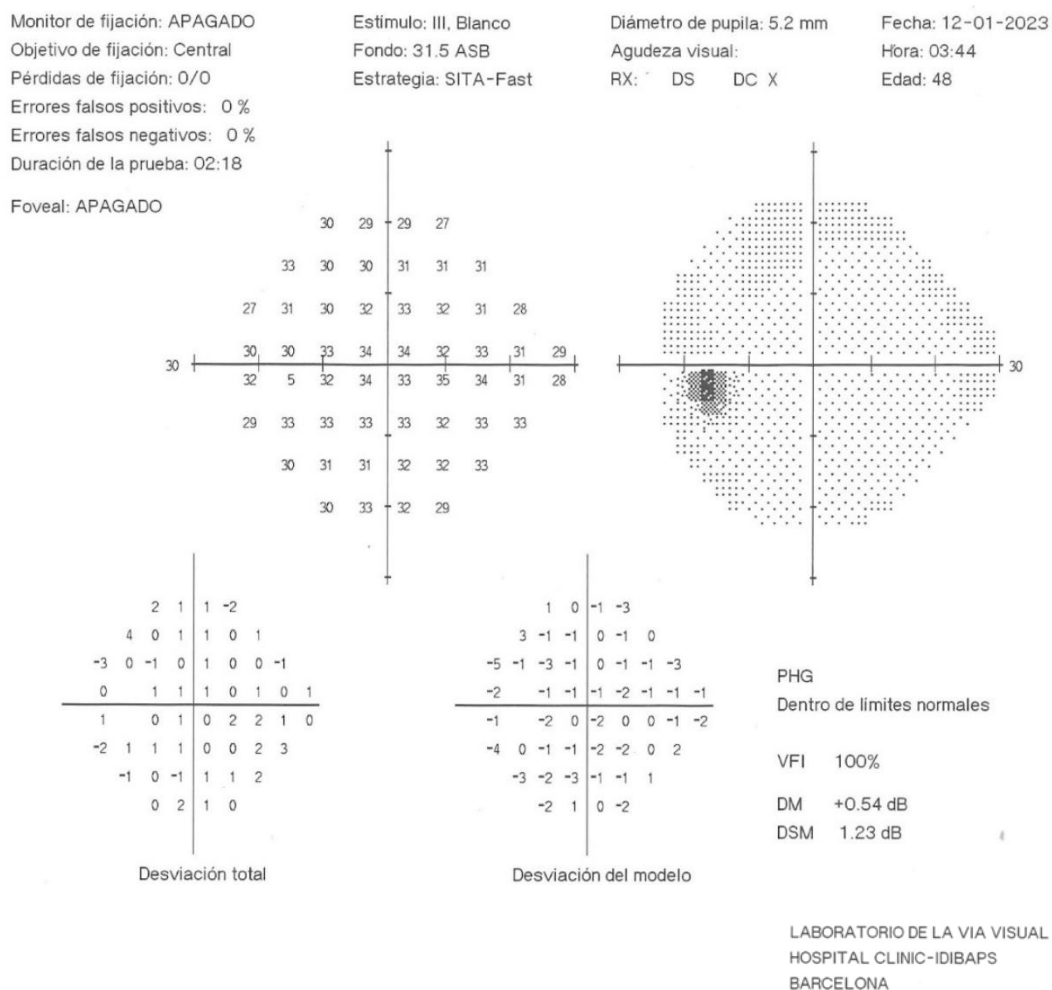 Monitor de fijación: APAGADO
Objetivo de fijación: Central
Pérdidas de fijación: 0/0
Errores falsos positivos: 0 %
Errores falsos negativos: 0 %
Duración de la prueba: 02:18
Foveal: APAGADO
Estímulo: III, Blanco
Fondo: 31.5 ASB
Estrategia: SITA-Fast
Diámetro de pupila: 5.2 mm
Agudeza visual:
RX: DS DC X
Fecha: 12-01-2023
Hora: 03:44
Edad: 48
30 29 29 27
33 30 30 31 31 31
27 31 30 32 33 32 31 28
30 30 33 34 34 32 33 31 29
30
32 5 32 34 33 35 34 31 28
29 33 33 33 33 32 33 33
30 31 31 32 32 33
30 33 32 29
30
2 1 1 -2
4 0 1 1 0 1
-3 0 -1 0 1 0 0 -1
0 1 1 1 1 0 1 0 1
1 0 1 0 2 2 1 0
-2 1 1 1 0 0 2 3
-1 0 -1 1 1 2
0 2 1 0
Desviación total
1 0 -1 -3
3 -1 -1 0 -1 0
-5 -1 -3 -1 0 -1 -1 -3
-2 -1 -1 -1 -2 -1 -1 -1
-1 -2 0 -2 0 0 -1 -2
-4 0 -1 -1 -2 -2 0 2
-3 -2 -3 -1 -1 1
-2 1 0 -2
Desviación del modelo
PHG
Dentro de límites normales
VFI 100%
DM +0.54 dB
DSM 1.23 dB
LABORATORIO DE LA VIA VISUAL
HOSPITAL CLINIC-IDIBAPS
BARCELONA